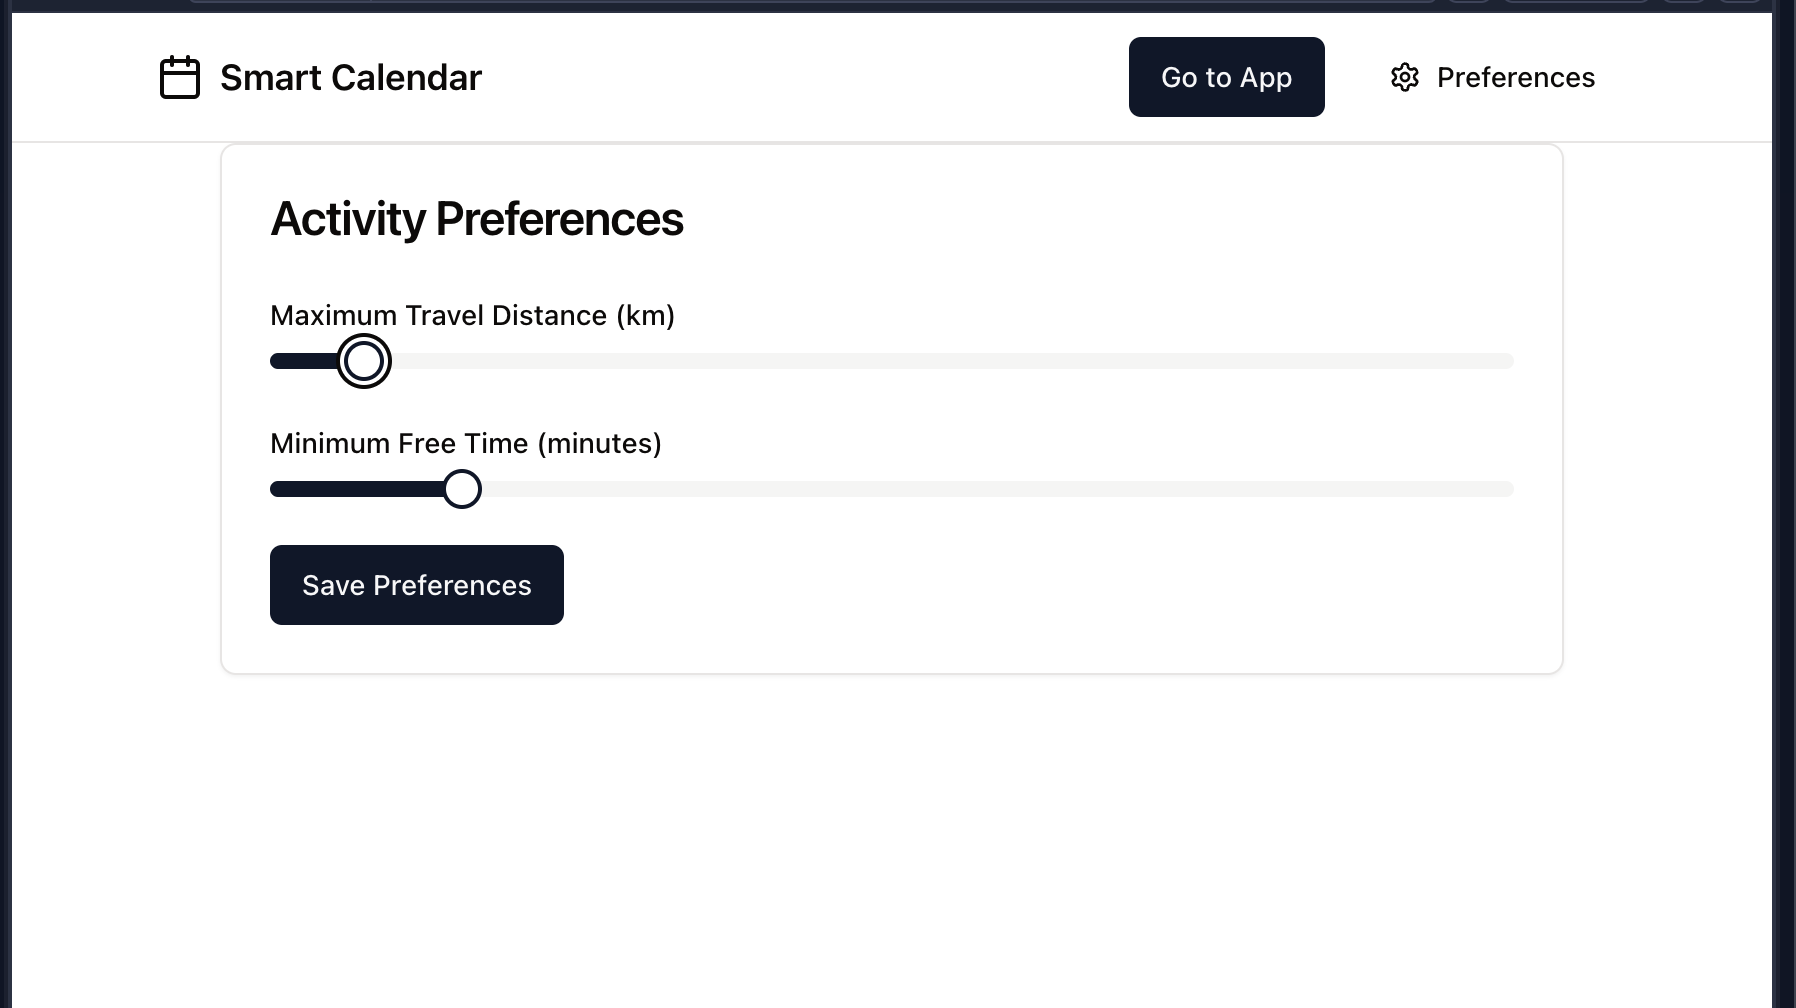 Smart Calendar
Go to App
Preferences
Activity Preferences
Maximum Travel Distance (km)
Minimum Free Time (minutes)
Save Preferences